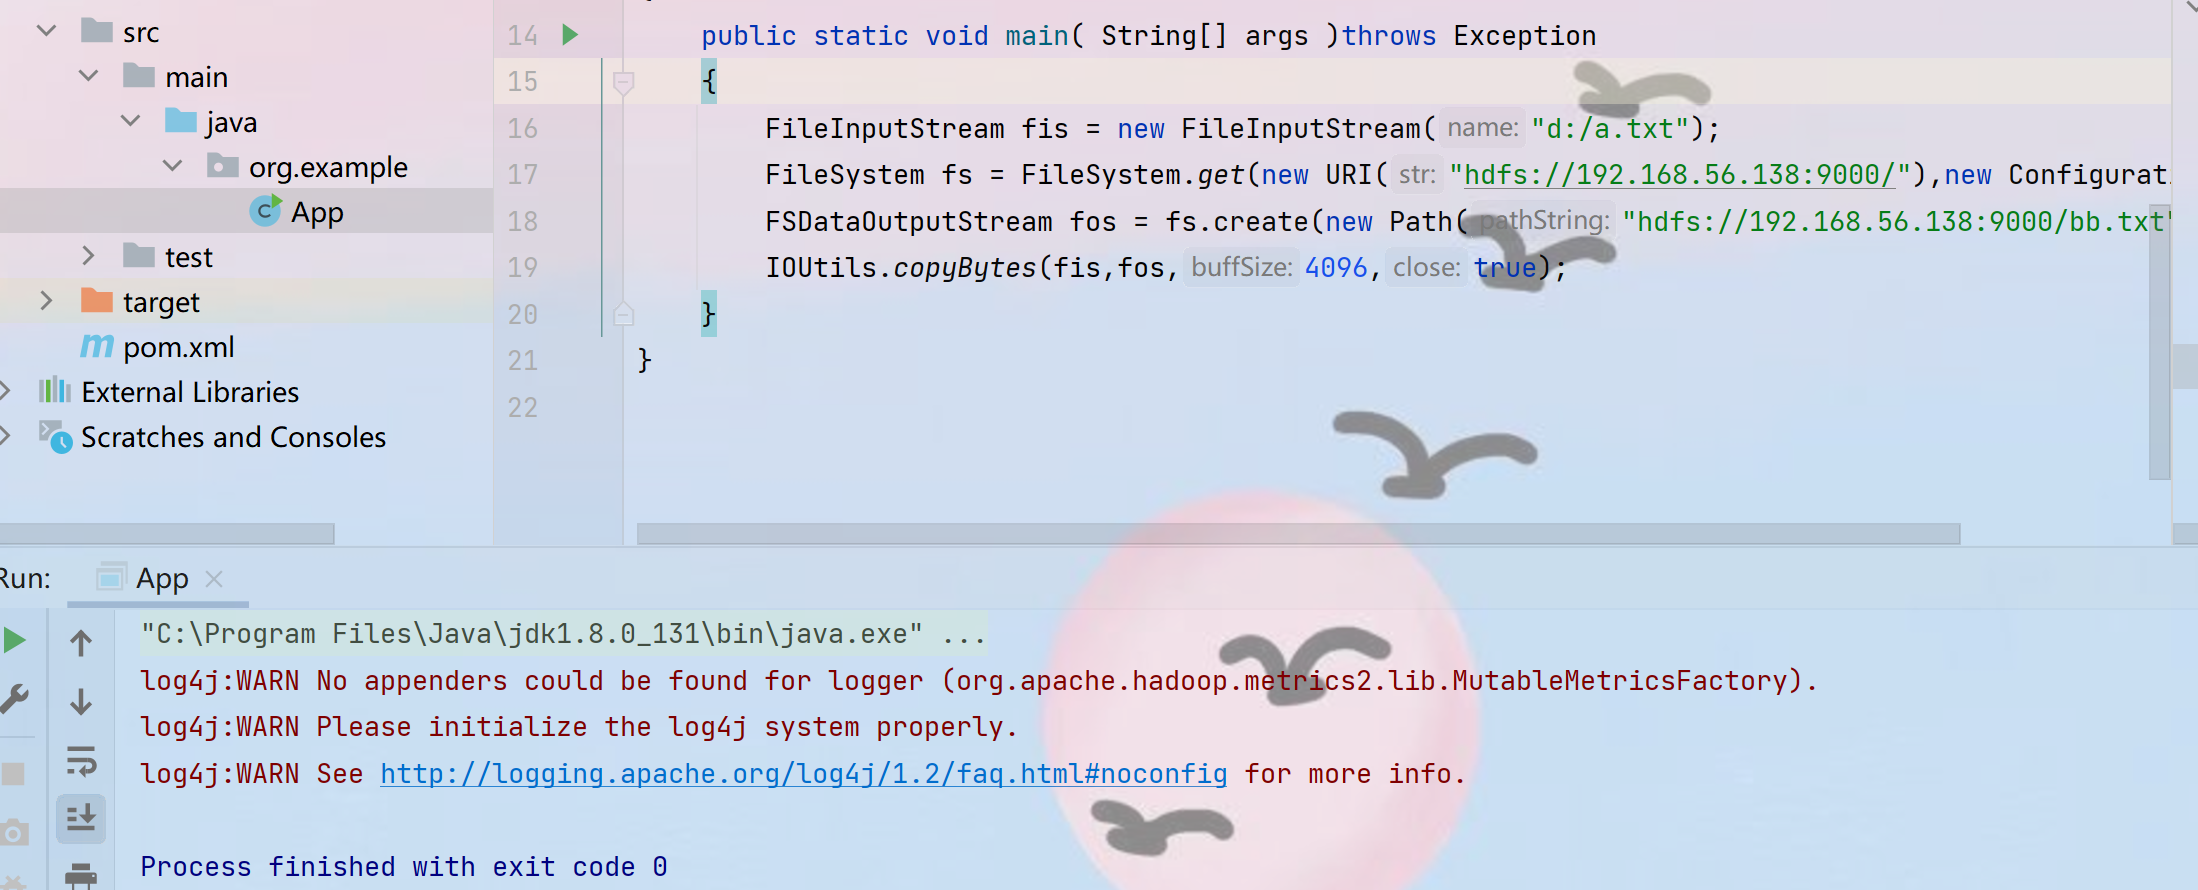 src
main
java
org.example
App
test
target
pom.xml
External Libraries
Scratches and Consoles
14 public static void main( String[] args )throws Exception
15 {
16 FileInputStream fis = new FileInputStream( name: "d:/a.txt");
17 FileSystem fs = FileSystem.get(new URI( str: "hdfs://192.168.56.138:9000/"),new Configurati
18 FSDataOutputStream fos = fs.create(new Path( pathString: "hdfs://192.168.56.138:9000/bb.txt"
19 IOUtils.copyBytes(fis,fos, buffSize: 4096, close: true);
20 }
21 }
22
Run: App
"C:\Program Files\Java\jdk1.8.0_131\bin\java.exe" ...
log4j:WARN No appenders could be found for logger (org.apache.hadoop.metrics2.lib.MutableMetricsFactory).
log4j:WARN Please initialize the log4j system properly.
log4j:WARN See http://logging.apache.org/log4j/1.2/faq.html#noconfig for more info.
Process finished with exit code 0